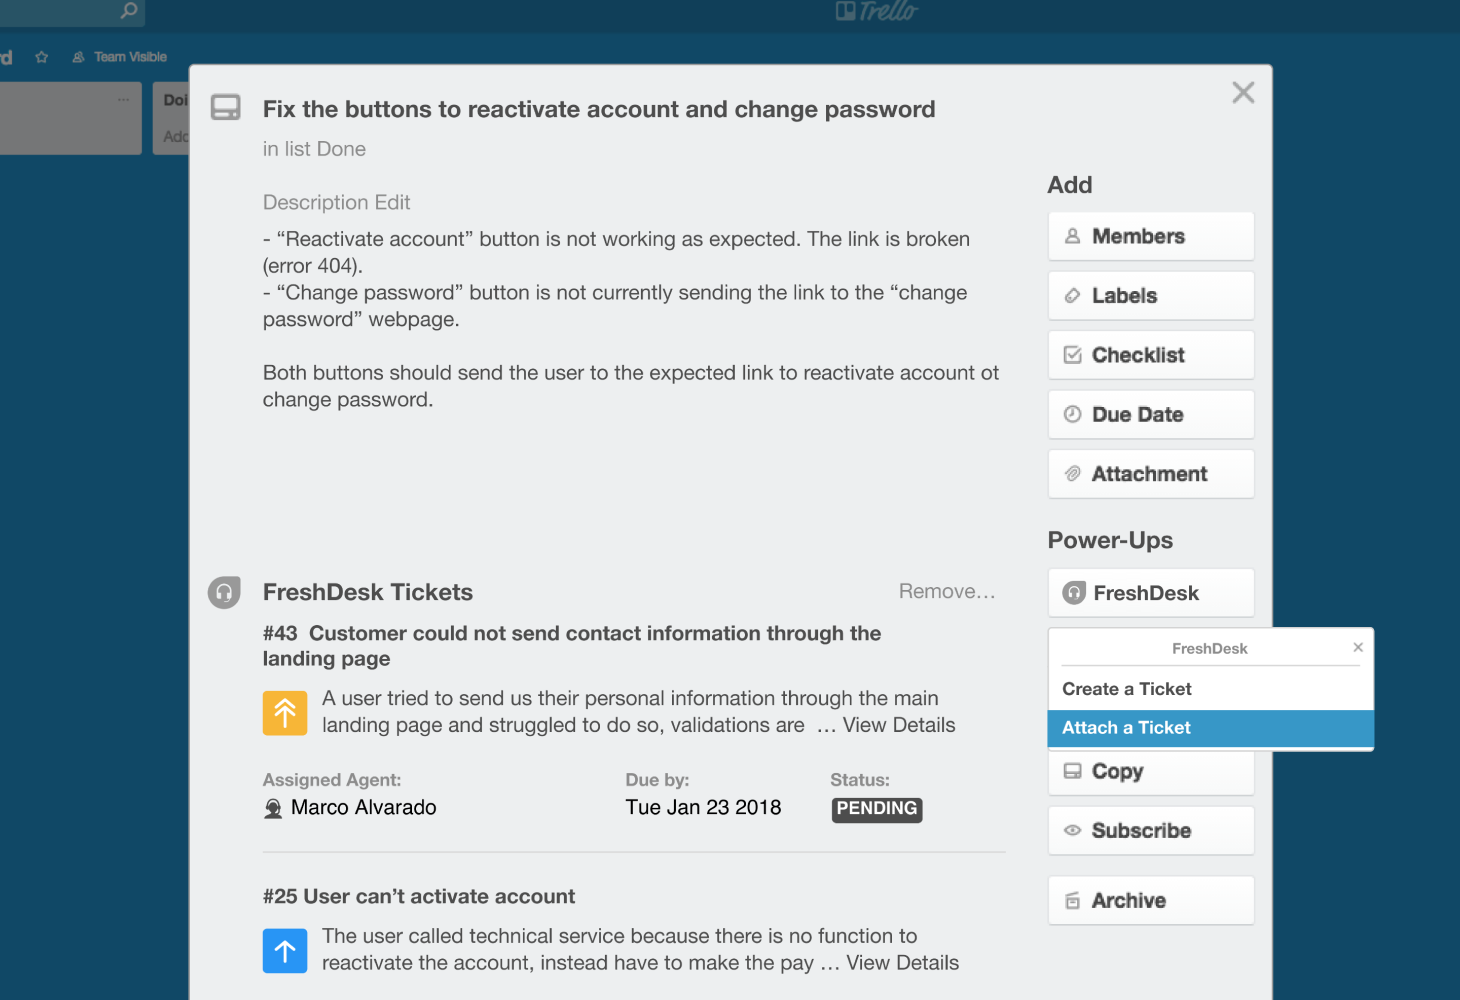 Trello
rd
Team Visible
...
Doi
Add
Fix the buttons to reactivate account and change password
in list Done
Description Edit
- “Reactivate account” button is not working as expected. The link is broken
(error 404).
- “Change password” button is not currently sending the link to the “change
password” webpage.
Both buttons should send the user to the expected link to reactivate account ot
change password.
Add
Members
Labels
Checklist
Due Date
Attachment
Power-Ups
FreshDesk
FreshDesk
Create a Ticket
Attach a Ticket
Copy
Subscribe
Archive
FreshDesk Tickets
Remove…
#43 Customer could not send contact information through the
landing page
A user tried to send us their personal information through the main
landing page and struggled to do so, validations are … View Details
Assigned Agent:
Due by:
Status:
Marco Alvarado
Tue Jan 23 2018
PENDING
#25 User can’t activate account
The user called technical service because there is no function to
reactivate the account, instead have to make the pay … View Details